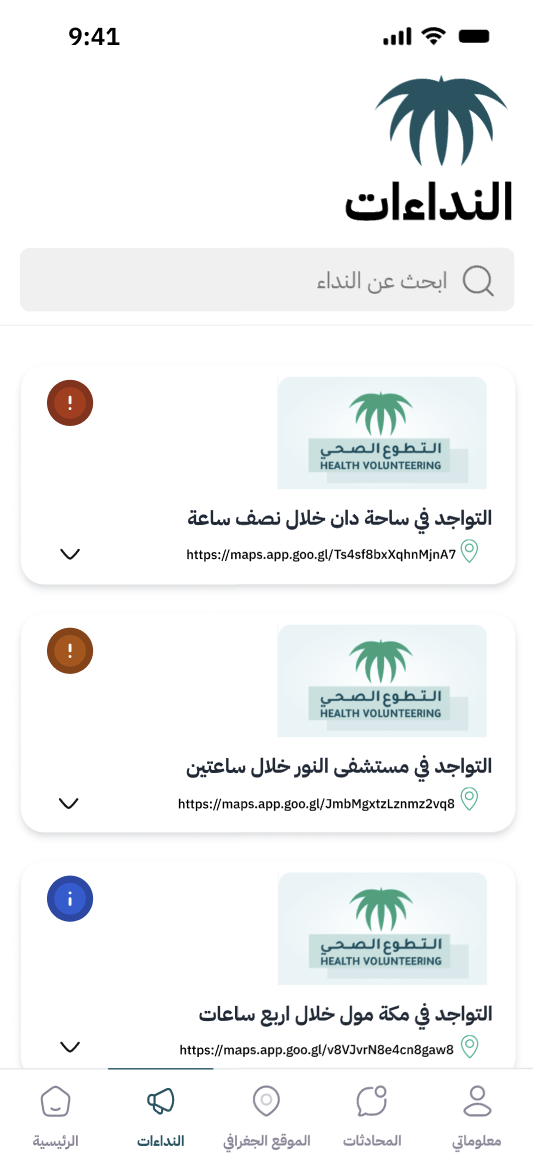 9:41
النداءات
ابحث عن النداء
التطوع الصحي
HEALTH VOLUNTEERING
التواجد في ساحة دان خلال نصف ساعة
https://maps.app.goo.gl/Ts4sf8bxXqhnMjnA7
التطوع الصحي
HEALTH VOLUNTEERING
التواجد في مستشفى النور خلال ساعتين
https://maps.app.goo.gl/JmbMgxtzLznmz2vq8
التطوع الصحي
HEALTH VOLUNTEERING
التواجد في مكة مول خلال اربع ساعات
https://maps.app.goo.gl/v8VJvrN8e4cn8gaw8
معلوماتي
المحادثات
الموقع الجغرافي
النداءات
الرئيسية